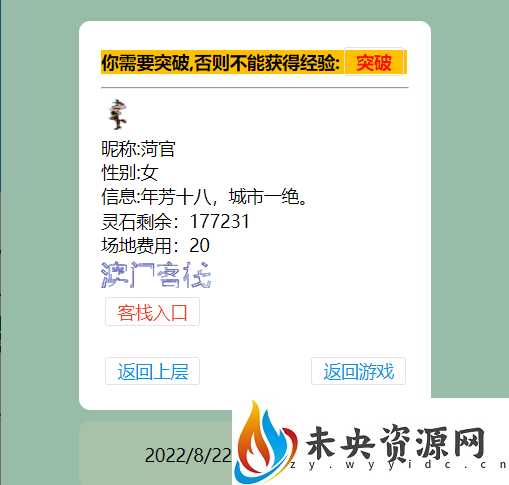 你需要突破,否则不能获得经验: 突破
昵称:菏官
性别:女
信息:年芳十八，城市一绝。
灵石剩余：177231
场地费用：20
澳门客栈
客栈入口
返回上层 返回游戏
2022/8/22
未央资源网
zy.wyyidc.cn